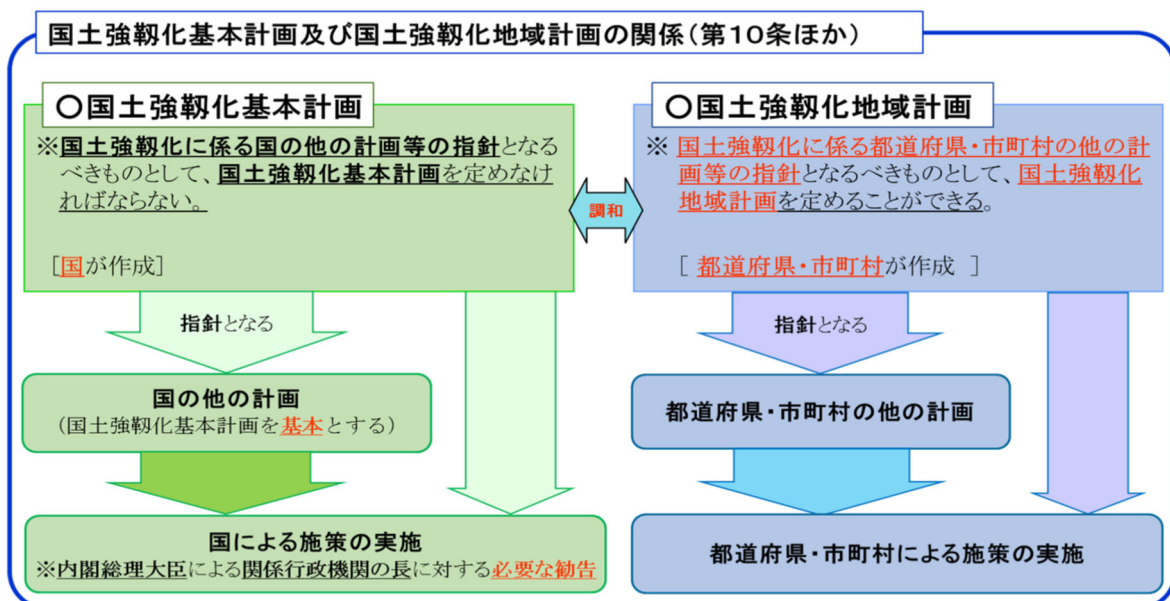 国土強靱化基本計画及び国土強靱化地域計画の関係(第10条ほか)
〇国土強靱化基本計画
※国土強靱化に係る国の他の計画等の指針となる
べきものとして、国土強靱化基本計画を定めなけ
ればならない。
[国が作成]
調和
〇国土強靱化地域計画
※ 国土強靱化に係る都道府県・市町村の他の計
画等の指針となるべきものとして、国土強靱化
地域計画を定めることができる。
[ 都道府県・市町村が作成 ]
指針となる
指針となる
国の他の計画
(国土強靱化基本計画を基本とする)
都道府県・市町村の他の計画
国による施策の実施
※内閣総理大臣による関係行政機関の長に対する必要な勧告
都道府県・市町村による施策の実施